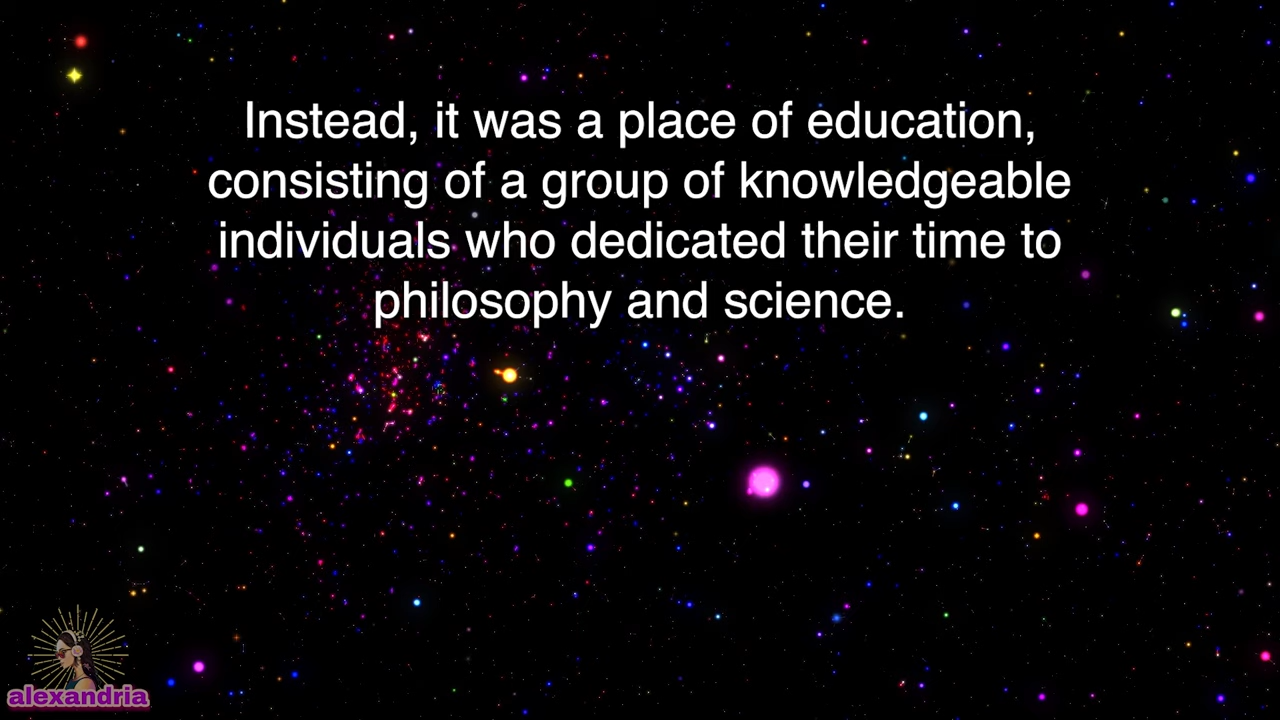 Instead, it was a place of education,
consisting of a group of knowledgeable
individuals who dedicated their time to
philosophy and science.
alexandria